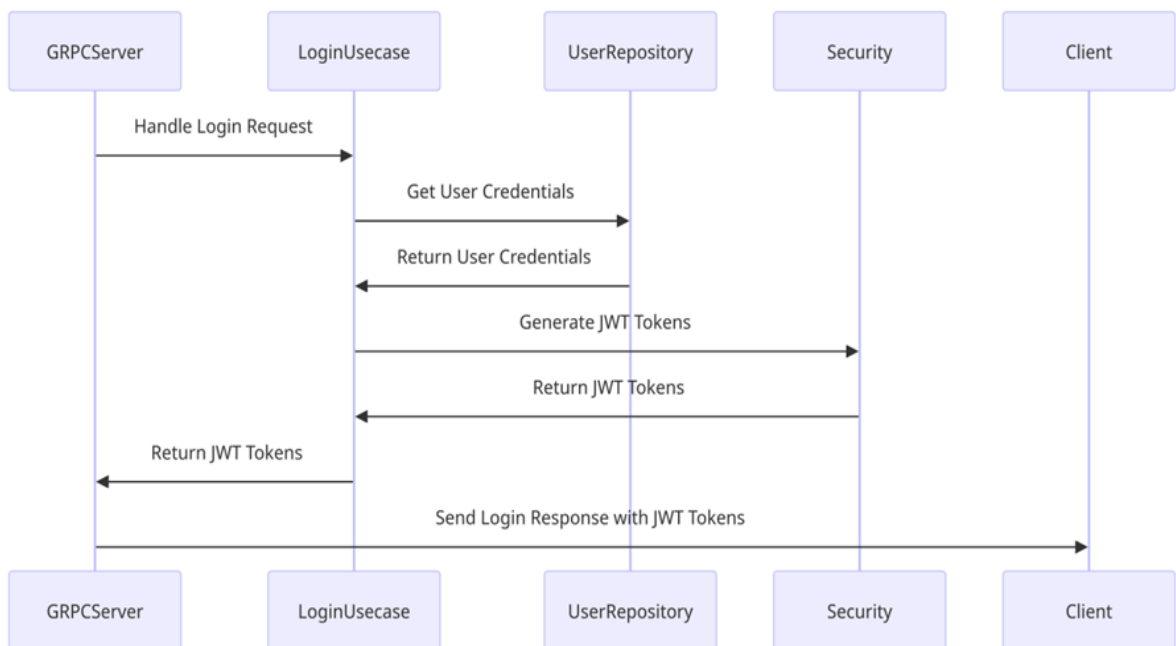 GRPCServer
LoginUsecase
UserRepository
Security
Client
Handle Login Request
Get User Credentials
Return User Credentials
Generate JWT Tokens
Return JWT Tokens
Return JWT Tokens
Send Login Response with JWT Tokens
GRPCServer
LoginUsecase
UserRepository
Security
Client